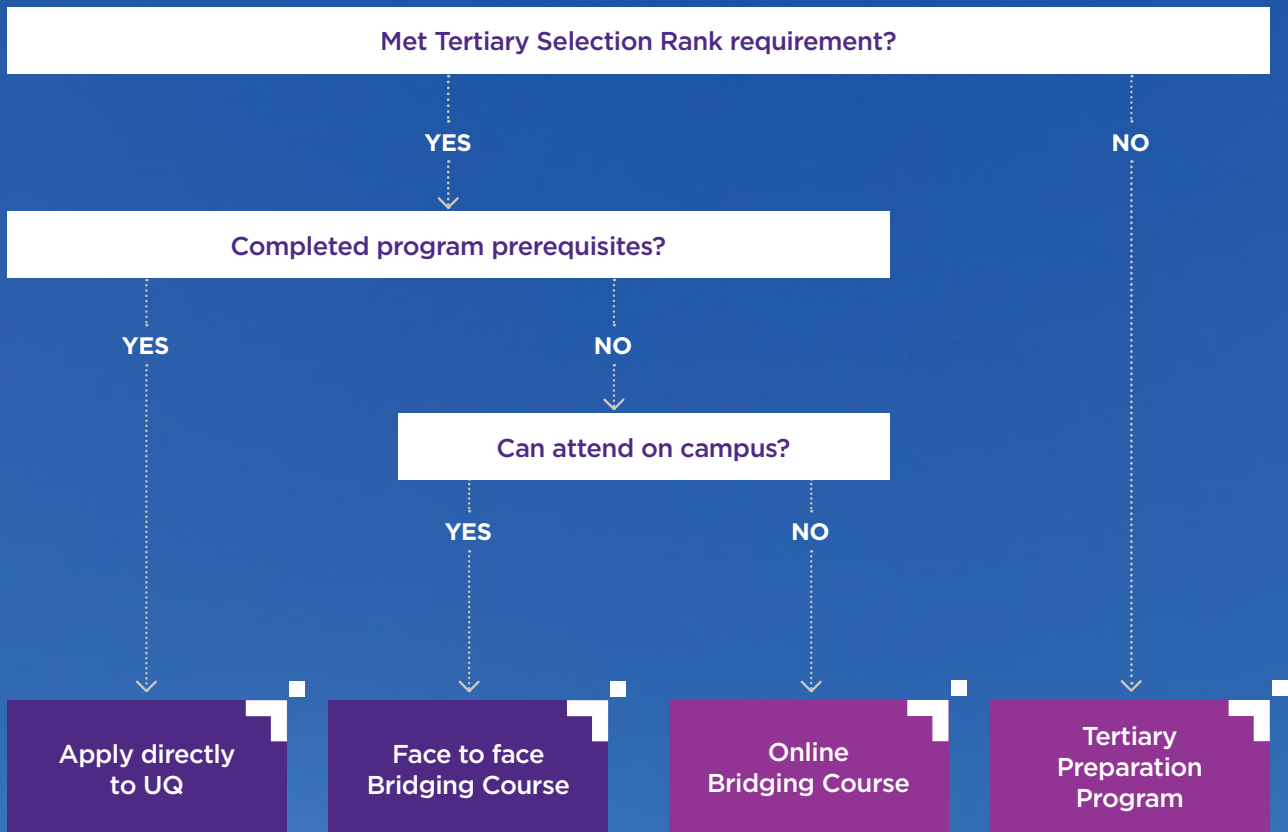 Met Tertiary Selection Rank requirement?
YES
NO
Completed program prerequisites?
YES
NO
Can attend on campus?
YES
NO
Apply directly
to UQ
Face to face
Bridging Course
Online
Bridging Course
Tertiary
Preparation
Program